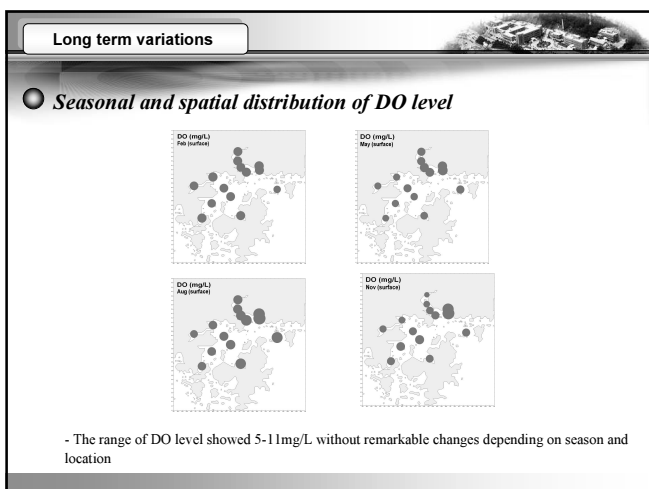 Long term variations
Seasonal and spatial distribution of DO level
DO (mg/L)
Feb (surface)
DO (mg/L)
May (surface)
DO (mg/L)
Aug (surface)
DO (mg/L)
Nov (surface)
- The range of DO level showed 5-11mg/L without remarkable changes depending on season and
location